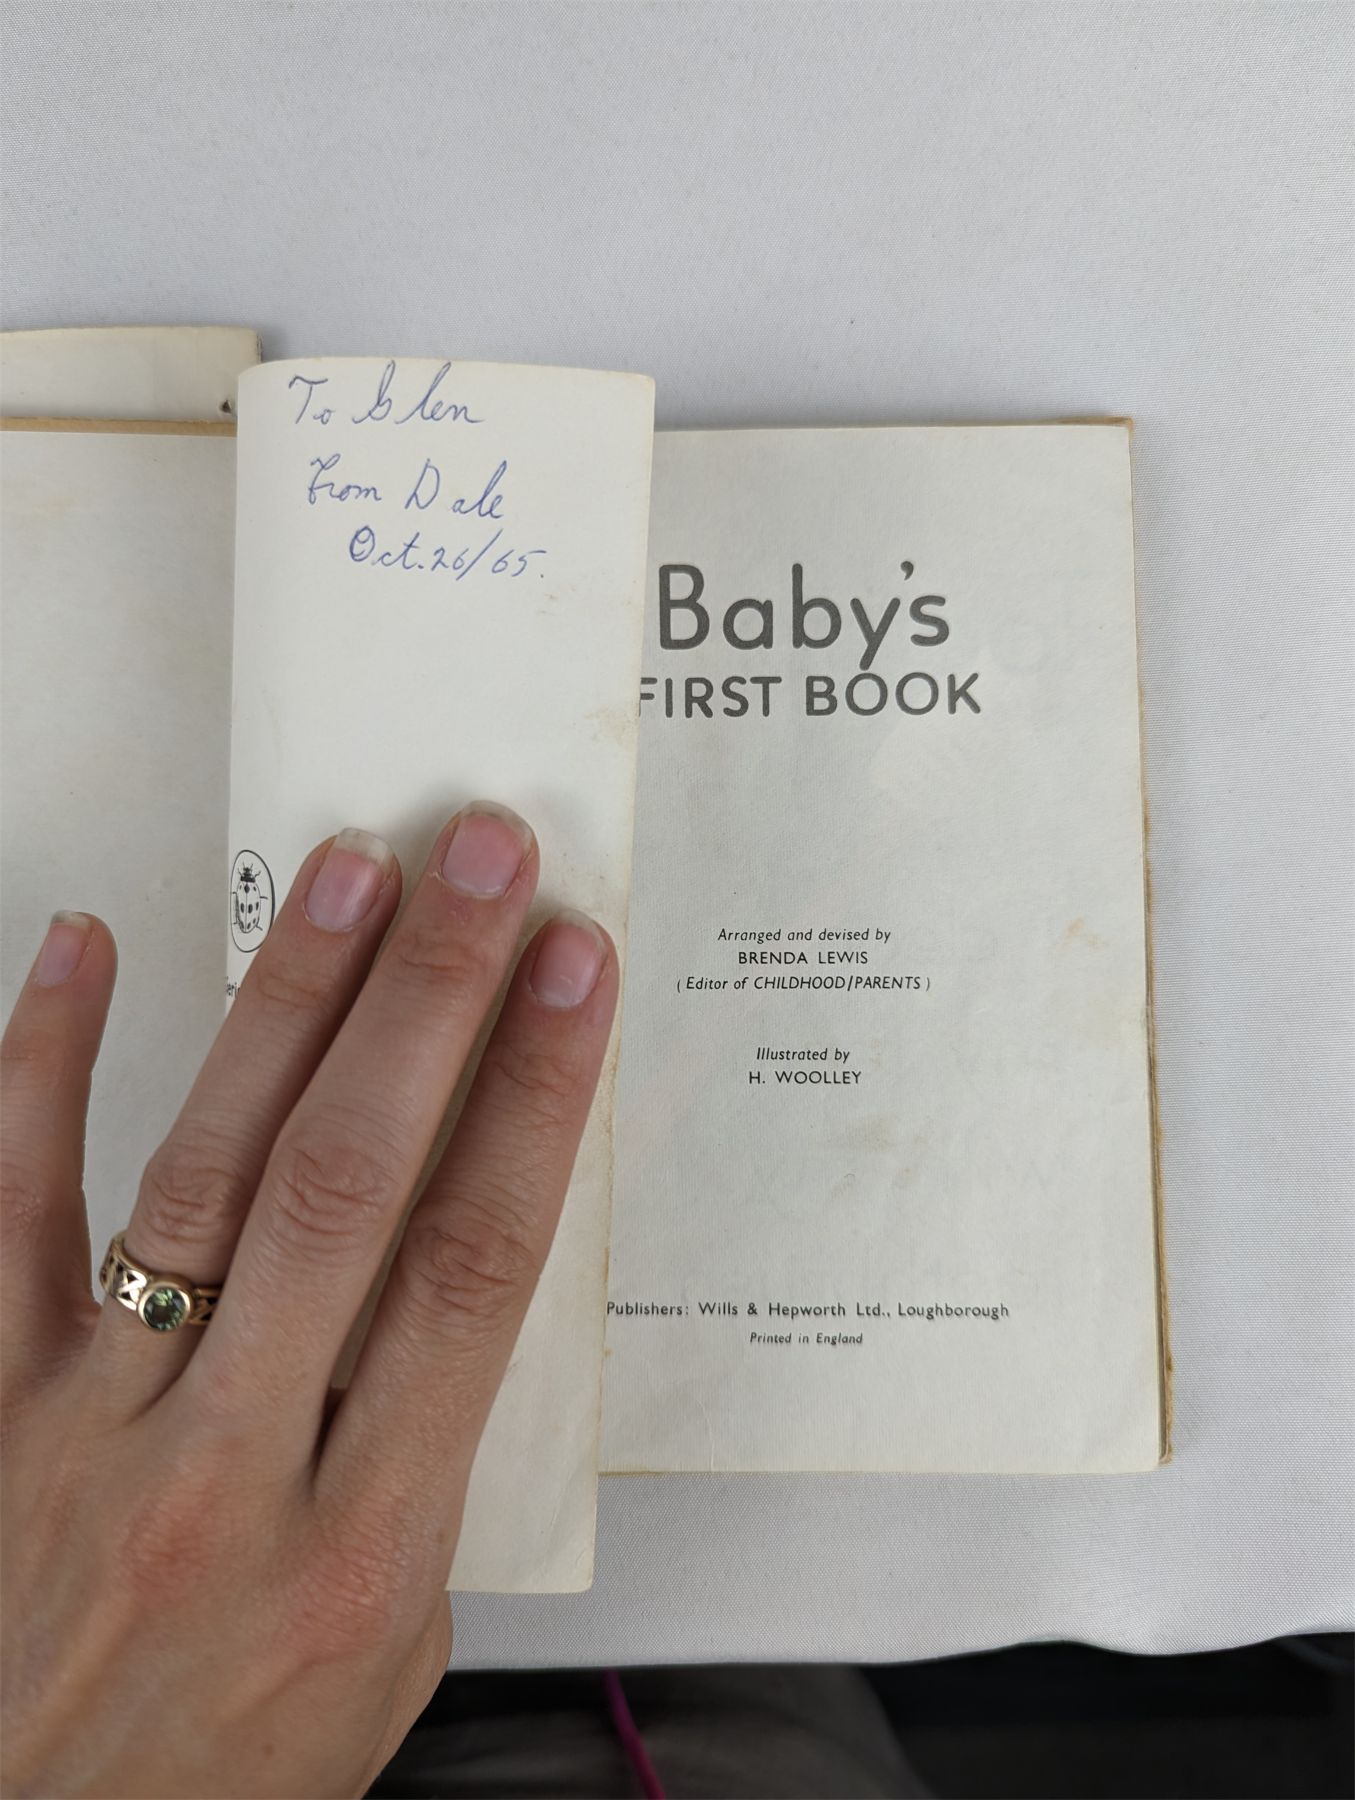 To Glen
From Dale
Oct. 26/65.
Baby's
FIRST BOOK
Arranged and devised by
BRENDA LEWIS
( Editor of CHILDHOOD/PARENTS )
Illustrated by
H. WOOLLEY
Publishers: Wills & Hepworth Ltd., Loughborough
Printed in England